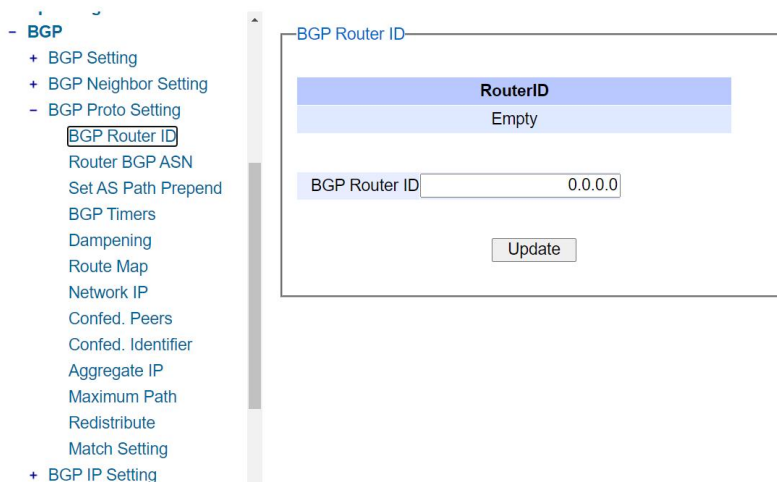 - BGP
+ BGP Setting
+ BGP Neighbor Setting
- BGP Proto Setting
BGP Router ID
Router BGP ASN
Set AS Path Prepend
BGP Timers
Dampening
Route Map
Network IP
Confed. Peers
Confed. Identifier
Aggregate IP
Maximum Path
Redistribute
Match Setting
+ BGP IP Setting
BGP Router ID
RouterID
Empty
BGP Router ID 0.0.0.0
Update